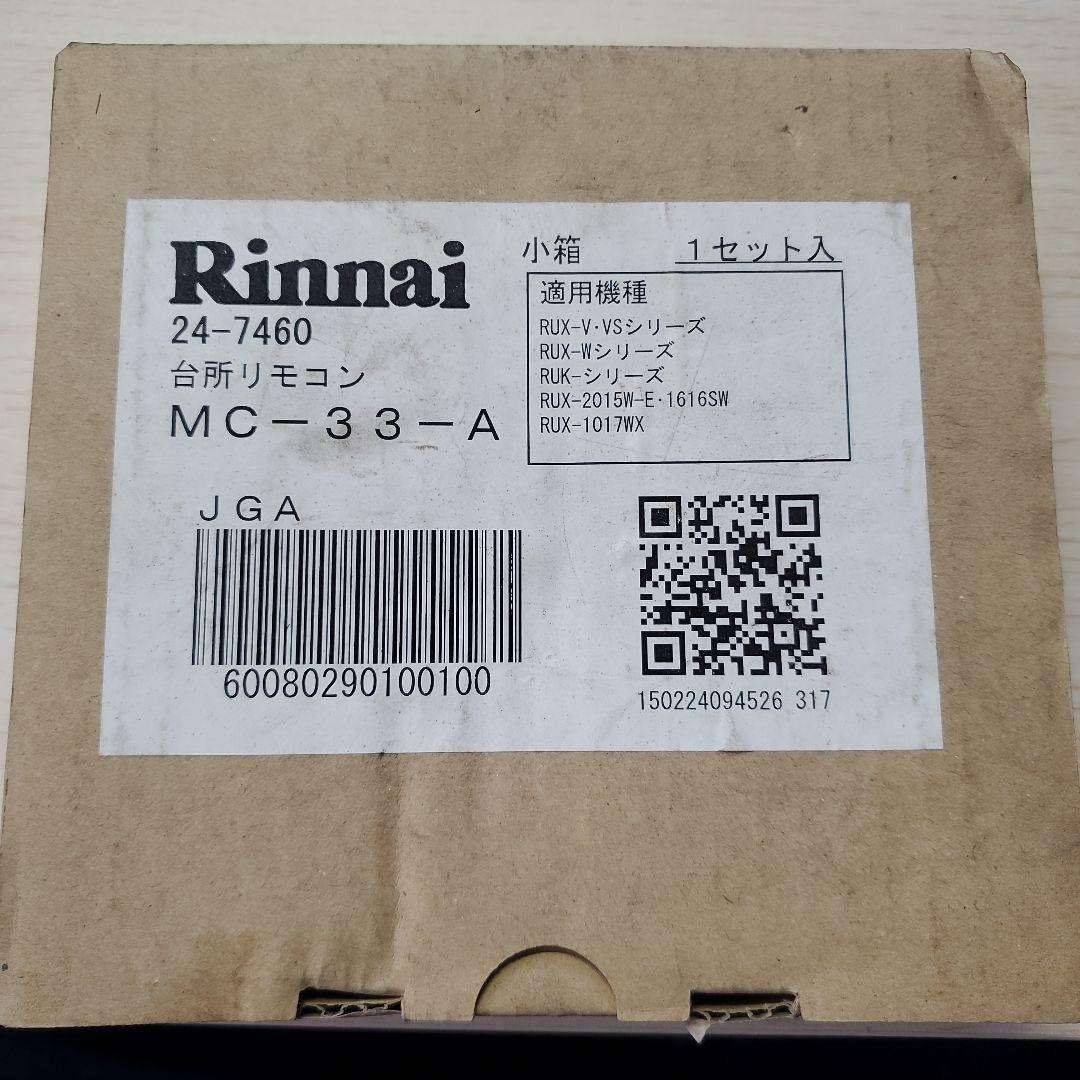 Rinnai
24-7460
台所リモコン
MC-33-A
小箱 1セット入
適用機種
RUX-V・VSシリーズ
RUX-Wシリーズ
RUK-シリーズ
RUX-2015W-E・1616SW
RUX-1017WX
JGA
60080290100100
150224094526 317